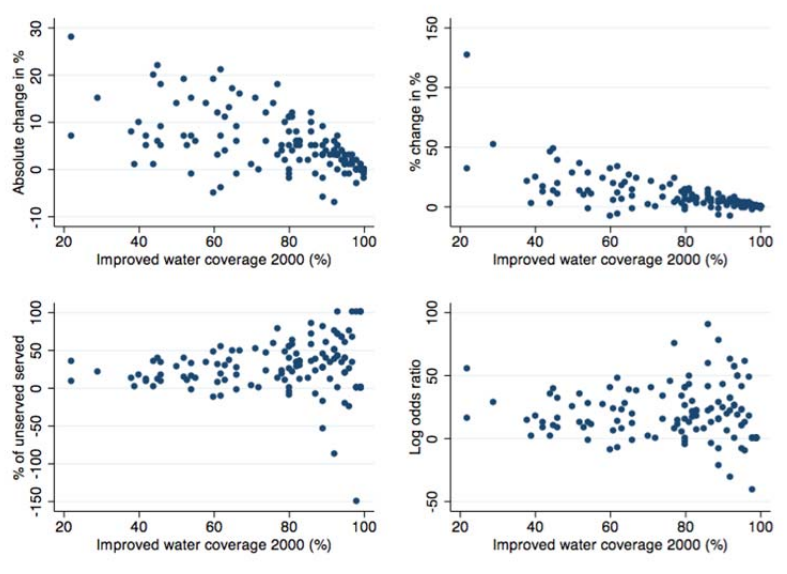 Absolute change in %
30
20
10
0
-10
20 40 60 80 100
Improved water coverage 2000 (%)
% change in %
150
100
50
0
20 40 60 80 100
Improved water coverage 2000 (%)
% of unserved served
100
50
0
-50
-100
-150
20 40 60 80 100
Improved water coverage 2000 (%)
Log odds ratio
100
50
0
-50
20 40 60 80 100
Improved water coverage 2000 (%)